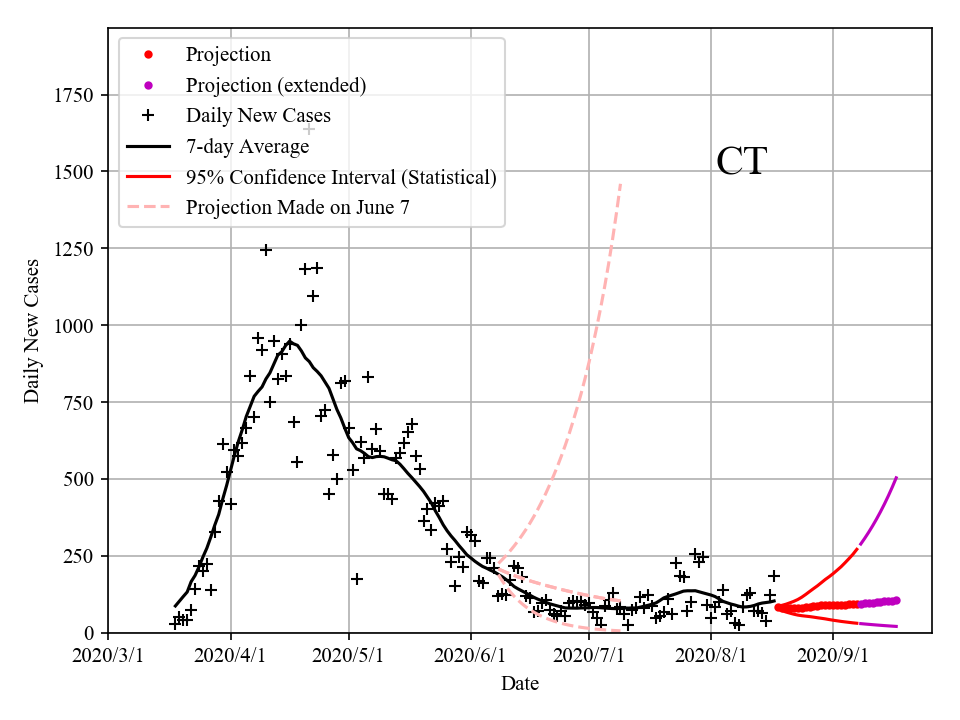 Projection
Projection (extended)
Daily New Cases
7-day Average
95% Confidence Interval (Statistical)
Projection Made on June 7
CT
Daily New Cases
1750
1500
1250
1000
750
500
250
0
2020/3/1 2020/4/1 2020/5/1 2020/6/1 2020/7/1 2020/8/1 2020/9/1
Date